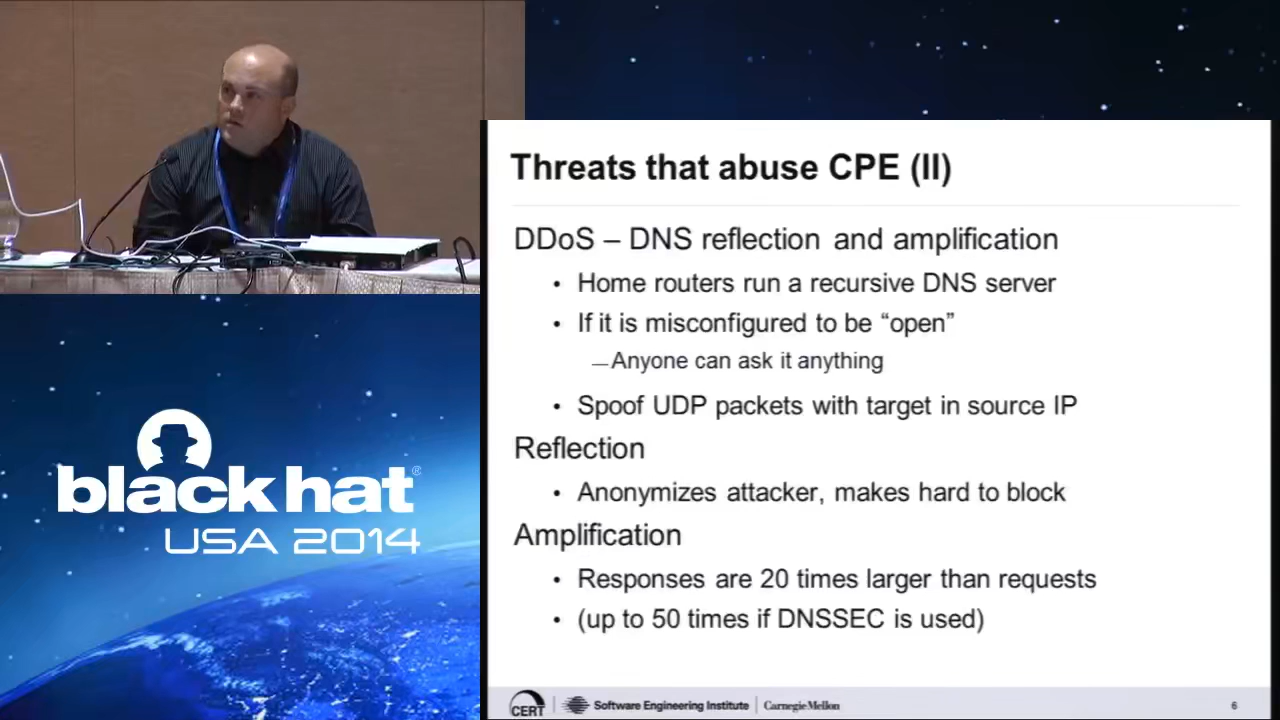 Threats that abuse CPE (II)
DDoS – DNS reflection and amplification
• Home routers run a recursive DNS server
• If it is misconfigured to be “open”
—Anyone can ask it anything
• Spoof UDP packets with target in source IP
Reflection
• Anonymizes attacker, makes hard to block
Amplification
• Responses are 20 times larger than requests
• (up to 50 times if DNSSEC is used)
black hat®
USA 2014
CERT | Software Engineering Institute | Carnegie Mellon
6